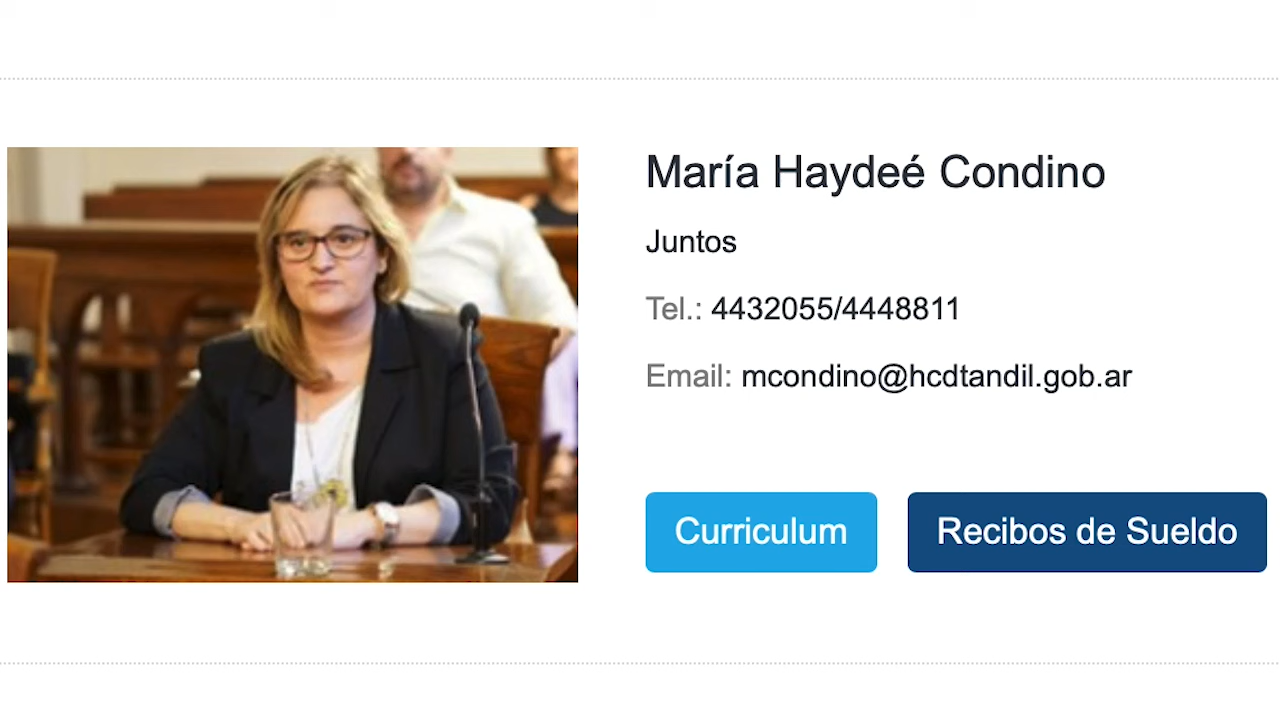 María Haydeé Condino
Juntos
Tel.: 4432055/4448811
Email: mcondino@hcdtandil.gob.ar
Curriculum
Recibos de Sueldo